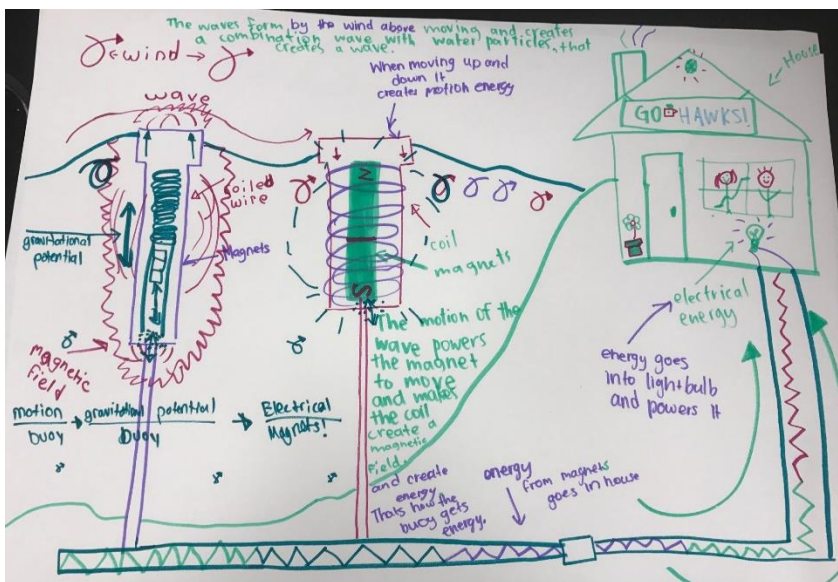 The waves form by the wind above moving and creates
a combination wave with water particles, that
creates a wave.
wind
wave
When moving up and
down it
creates motion energy
House
GO HAWKS!
coiled
wire
gravitational
potential
Magnets
N
S
coil
magnets
electrical
energy
magnetic
field
The motion of the
wave powers
the magnet
to move
and makes
the coil
create a
magnetic
field.
and create
energy
Thats how the
buoy gets
energy.
energy goes
into lightbulb
and powers it
motion
buoy
gravitational potential
buoy
Electrical
Magnets!
energy
from magnets
goes in house